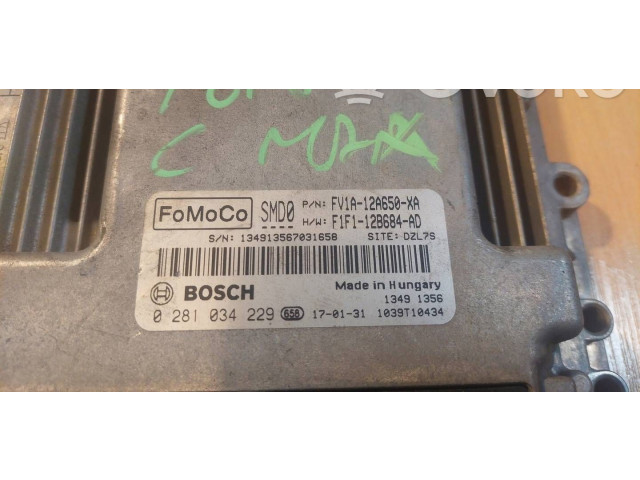 C MAX
FoMoCo SMD0 P/N: FV1A-12A650-XA
H/W: F1F1-12B684-AD
S/N: 134913567031658 SITE: DZL7S
BOSCH Made in Hungary
1349 1356
0 281 034 229 658 17-01-31 1039T10434